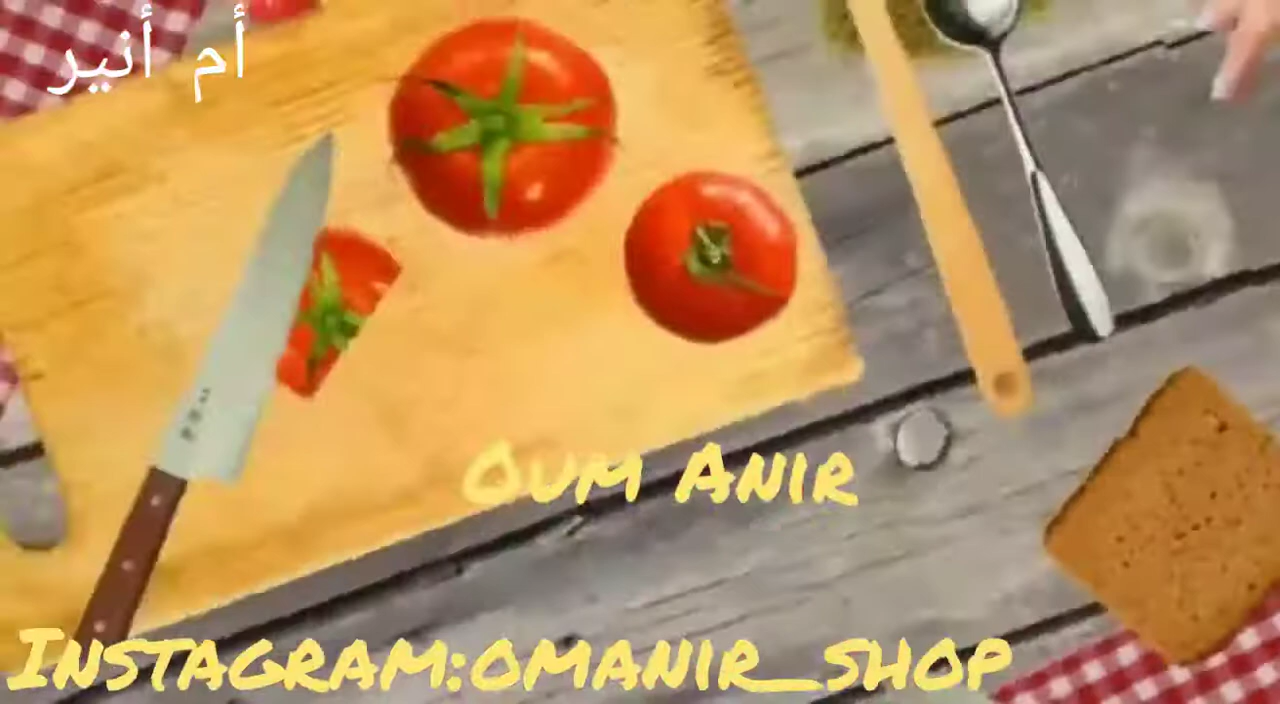 أم أنير
Oum Anir
Instagram:omanir_shop